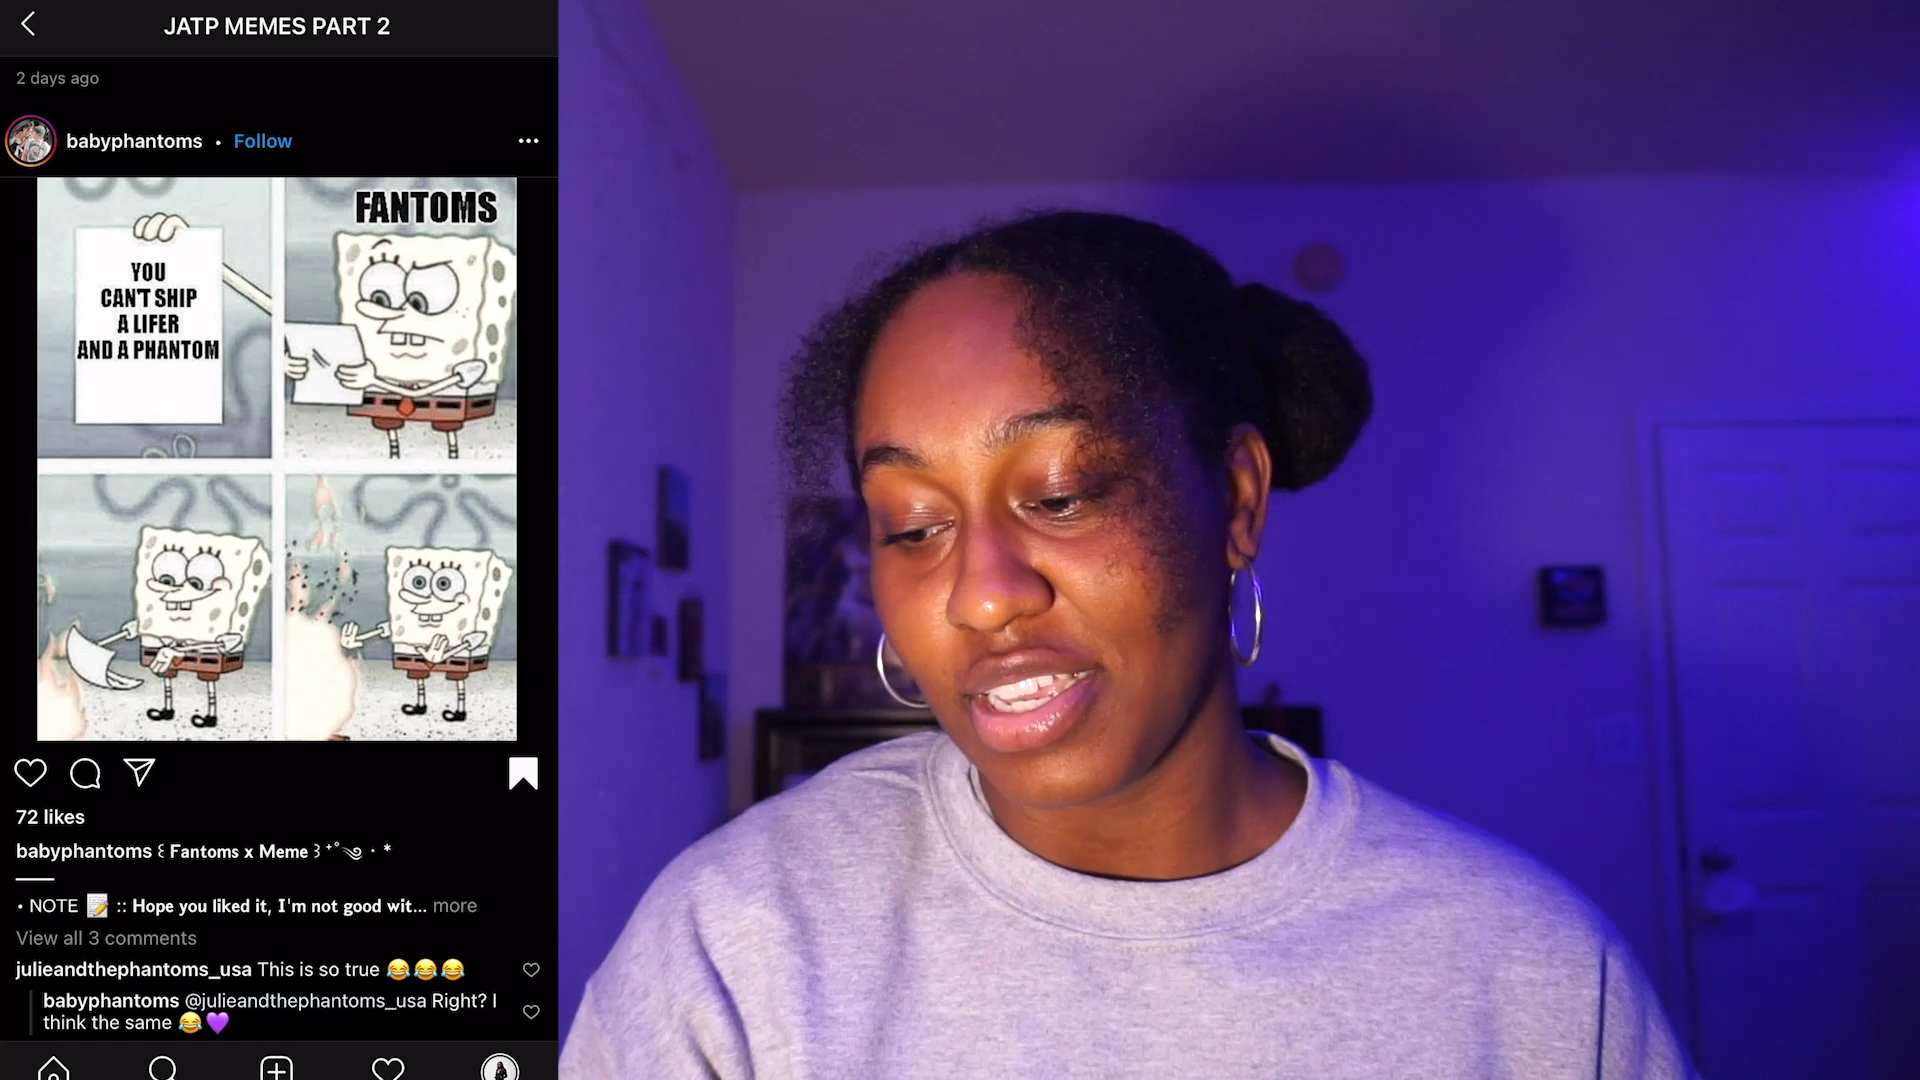 JATP MEMES PART 2
2 days ago
babyphantoms • Follow
FANTOMS
YOU
CAN'T SHIP
A LIFER
AND A PHANTOM
72 likes
babyphantoms ꒰ Fantoms x Meme ꒱ ⁺˚ ༄ · *
• NOTE 📝 :: Hope you liked it, I'm not good wit... more
View all 3 comments
julieandthephantoms_usa This is so true 😂😂😂
babyphantoms @julieandthephantoms_usa Right? I
think the same 😂💜